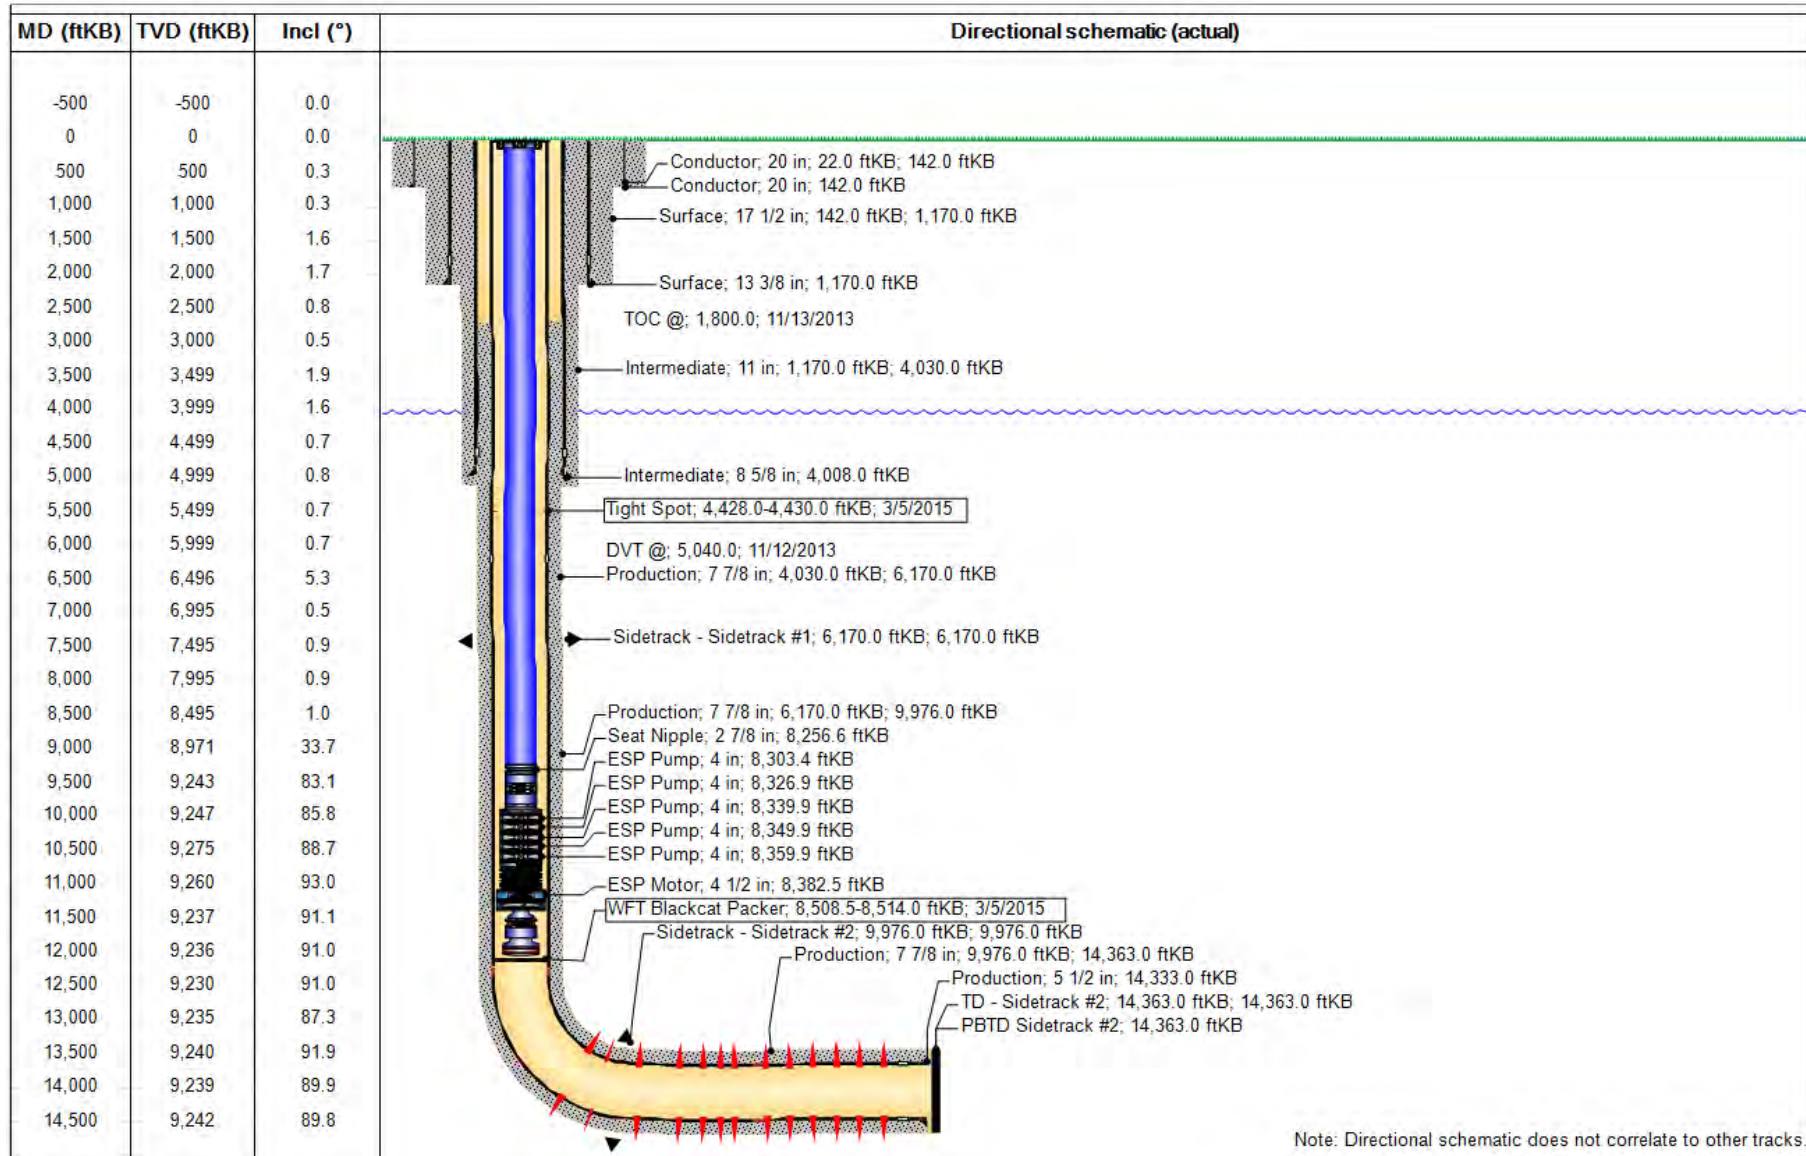 MD (ftKB) TVD (ftKB) Incl (°) Directional schematic (actual)
-500 -500 0.0
0 0 0.0
500 500 0.3
1,000 1,000 0.3
1,500 1,500 1.6
2,000 2,000 1.7
2,500 2,500 0.8
3,000 3,000 0.5
3,500 3,499 1.9
4,000 3,999 1.6
4,500 4,499 0.7
5,000 4,999 0.8
5,500 5,499 0.7
6,000 5,999 0.7
6,500 6,496 5.3
7,000 6,995 0.5
7,500 7,495 0.9
8,000 7,995 0.9
8,500 8,495 1.0
9,000 8,971 33.7
9,500 9,243 83.1
10,000 9,247 85.8
10,500 9,275 88.7
11,000 9,260 93.0
11,500 9,237 91.1
12,000 9,236 91.0
12,500 9,230 91.0
13,000 9,235 87.3
13,500 9,240 91.9
14,000 9,239 89.9
14,500 9,242 89.8
Conductor; 20 in; 22.0 ftKB; 142.0 ftKB
Conductor; 20 in; 142.0 ftKB
Surface; 17 1/2 in; 142.0 ftKB; 1,170.0 ftKB
Surface; 13 3/8 in; 1,170.0 ftKB
TOC @; 1,800.0; 11/13/2013
Intermediate; 11 in; 1,170.0 ftKB; 4,030.0 ftKB
Intermediate; 8 5/8 in; 4,008.0 ftKB
Tight Spot; 4,428.0-4,430.0 ftKB; 3/5/2015
DVT @; 5,040.0; 11/12/2013
Production; 7 7/8 in; 4,030.0 ftKB; 6,170.0 ftKB
Sidetrack - Sidetrack #1; 6,170.0 ftKB; 6,170.0 ftKB
Production; 7 7/8 in; 6,170.0 ftKB; 9,976.0 ftKB
Seat Nipple; 2 7/8 in; 8,256.6 ftKB
ESP Pump; 4 in; 8,303.4 ftKB
ESP Pump; 4 in; 8,326.9 ftKB
ESP Pump; 4 in; 8,339.9 ftKB
ESP Pump; 4 in; 8,349.9 ftKB
ESP Pump; 4 in; 8,359.9 ftKB
ESP Motor; 4 1/2 in; 8,382.5 ftKB
WFT Blackcat Packer; 8,508.5-8,514.0 ftKB; 3/5/2015
Sidetrack - Sidetrack #2; 9,976.0 ftKB; 9,976.0 ftKB
Production; 7 7/8 in; 9,976.0 ftKB; 14,363.0 ftKB
Production; 5 1/2 in; 14,333.0 ftKB
TD - Sidetrack #2; 14,363.0 ftKB; 14,363.0 ftKB
PBTD Sidetrack #2; 14,363.0 ftKB
Note: Directional schematic does not correlate to other tracks.